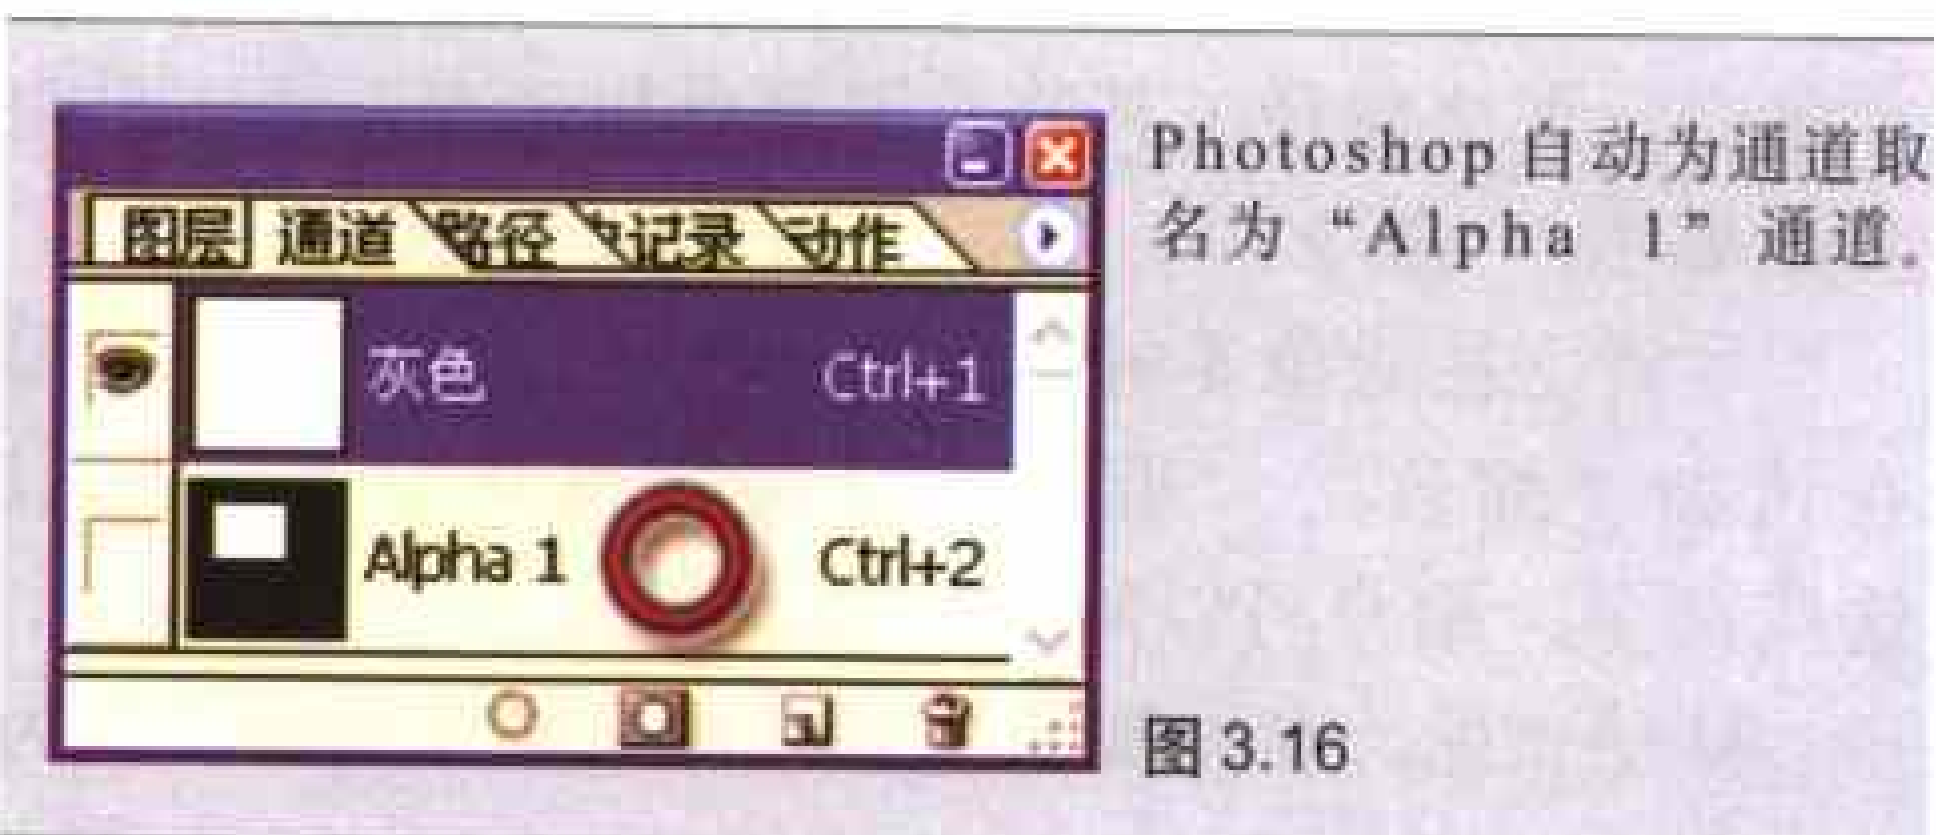 Photoshop 自动为通道取
名为 “Alpha 1” 通道。
图层 通道 路径 记录 动作
灰色 Ctrl+1
Alpha 1 Ctrl+2
图 3.16